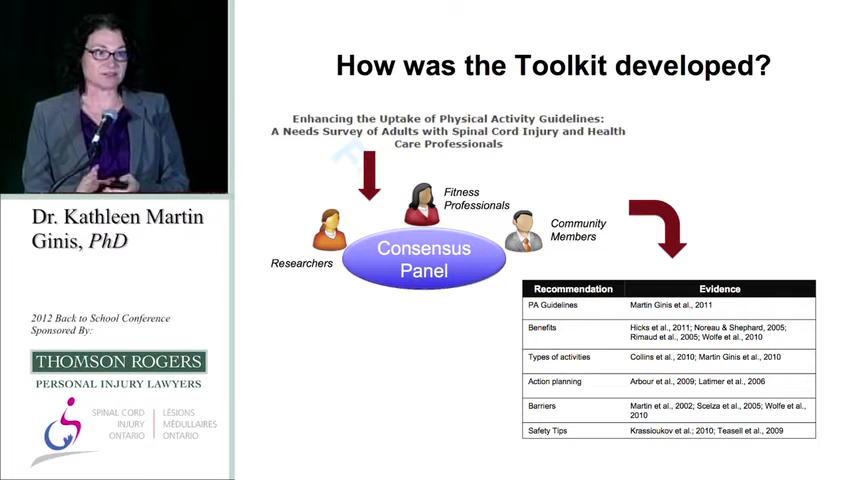 How was the Toolkit developed?
Enhancing the Uptake of Physical Activity Guidelines:
A Needs Survey of Adults with Spinal Cord Injury and Health
Care Professionals
Fitness
Professionals
Community
Members
Researchers
Consensus
Panel
Recommendation Evidence
PA Guidelines Martin Ginis et al., 2011
Benefits Hicks et al., 2011; Noreau & Shephard, 2005;
Rimaud et al., 2005; Wolfe et al., 2010
Types of activities Collins et al., 2010; Martin Ginis et al., 2010
Action planning Arbour et al., 2009; Latimer et al., 2006
Barriers Martin et al., 2002; Scelza et al., 2005; Wolfe et al.,
2010
Safety Tips Krassioukov et al.; 2010; Teasell et al., 2009
Dr. Kathleen Martin
Ginis, PhD
2012 Back to School Conference
Sponsored By:
THOMSON ROGERS
PERSONAL INJURY LAWYERS
SPINAL CORD
INJURY
ONTARIO
LÉSIONS
MÉDULLAIRES
ONTARIO